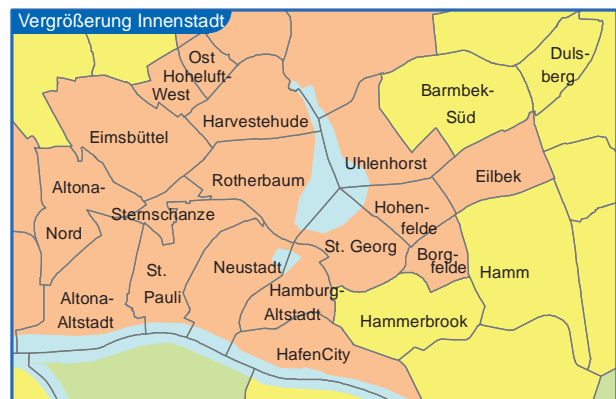 Vergrößerung Innenstadt
Ost
Hoheluft-
West
Duls-
berg
Barmbek-
Süd
Harvestehude
Eimsbüttel
Uhlenhorst
Eilbek
Altona-
Nord
Rotherbaum
Sternschanze
Hohen-
felde
St. Georg
Borg-
felde
Hamm
St.
Pauli
Neustadt
Hamburg-
Altstadt
Altona-
Altstadt
Hammerbrook
HafenCity